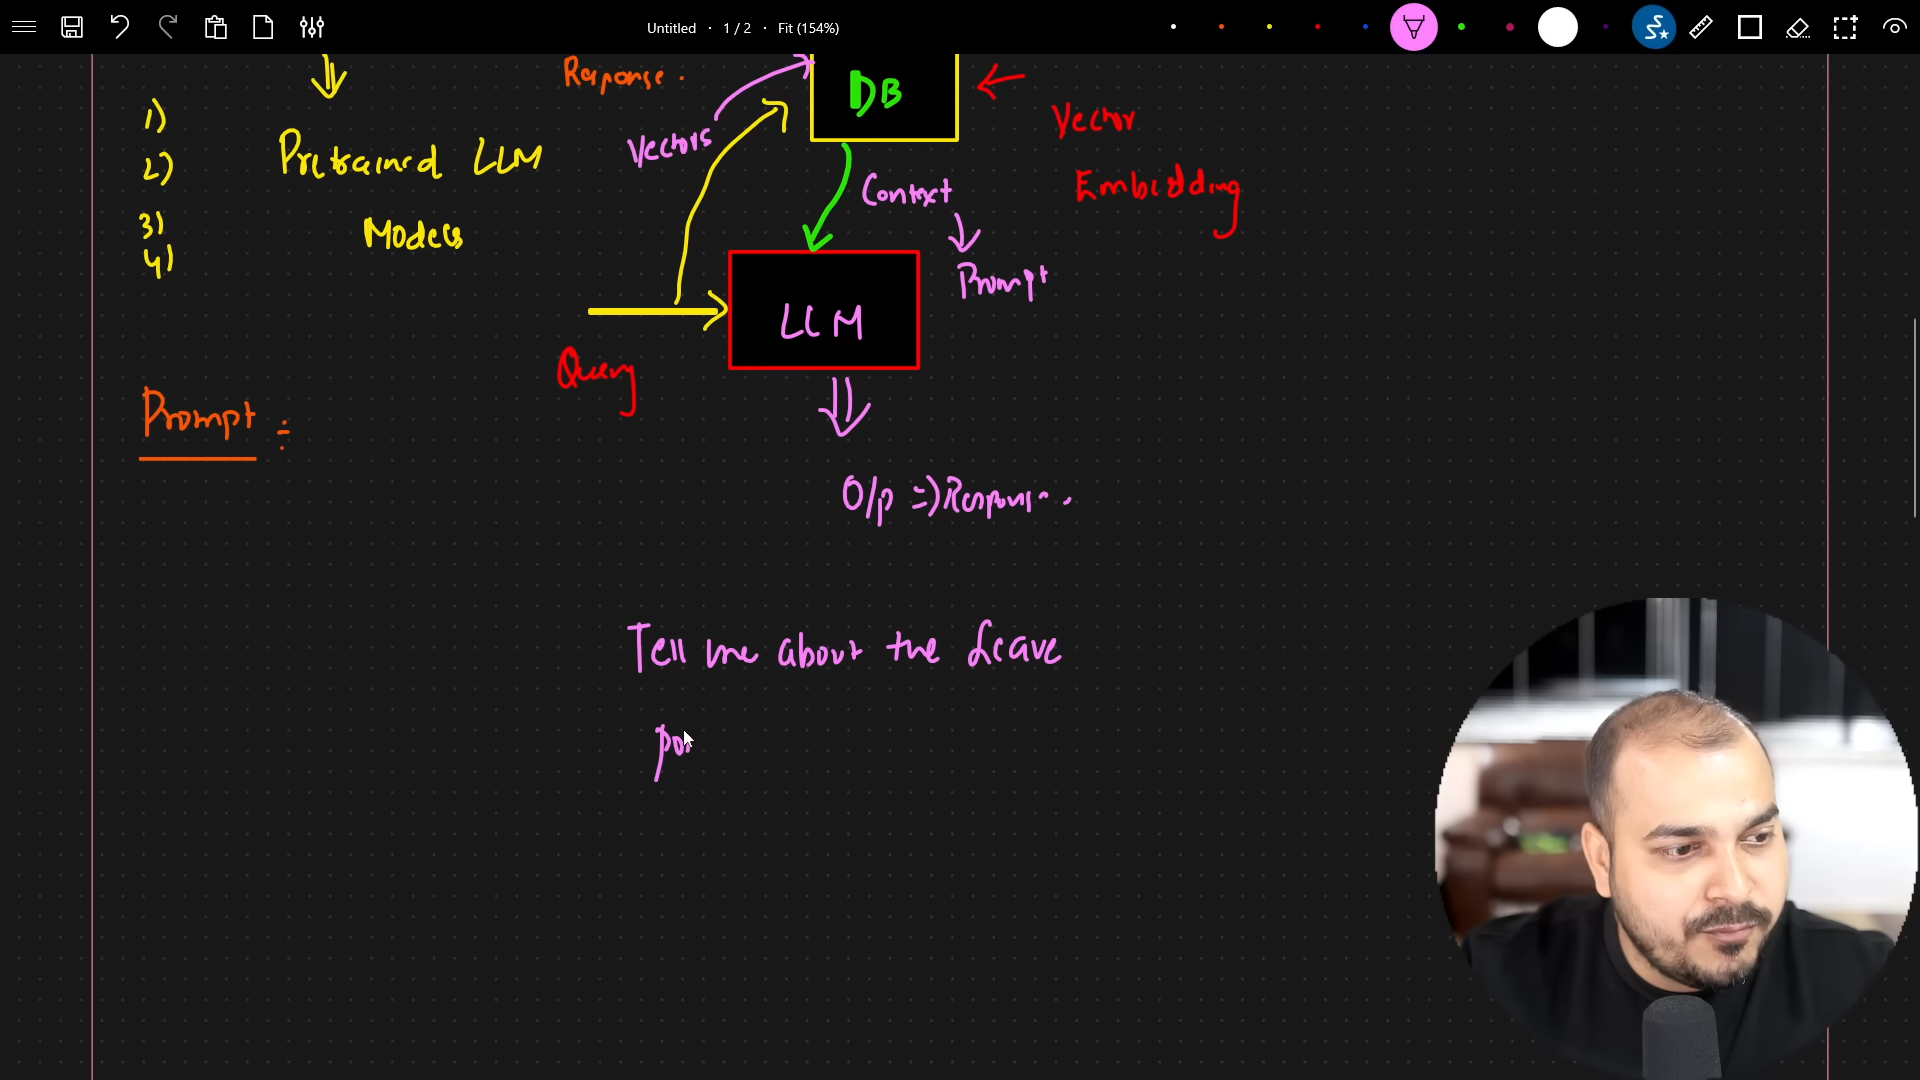 Untitled · 1 / 2 · Fit (154%)
Response.
DB
1)
2)
3)
4)
Pretrained LLM
Models
Vectors
Vector
Embedding
Context
Prompt
LLM
Query
Prompt :
O/p => Response.
Tell me about the Leave
po